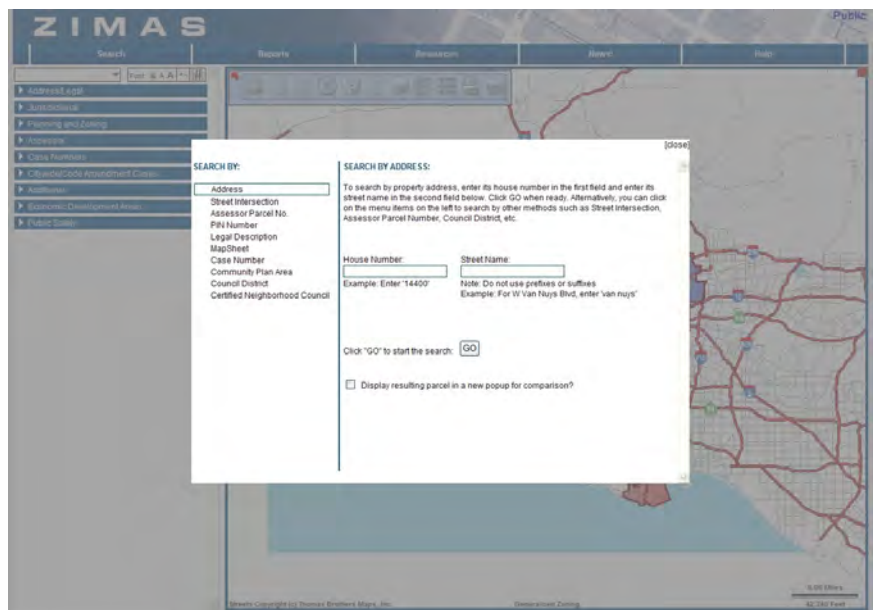 ZIMAS
Public
Search
Reports
Resources
News!
Help
Address/Legal
Jurisdictional
Planning and Zoning
Assessor
Case Numbers
Citywide/Code Amendment Cases
Additional
Economic Development Areas
Public Safety
[close]
SEARCH BY:
Address
Street Intersection
Assessor Parcel No.
PIN Number
Legal Description
MapSheet
Case Number
Community Plan Area
Council District
Certified Neighborhood Council
SEARCH BY ADDRESS:
To search by property address, enter its house number in the first field and enter its
street name in the second field below. Click GO when ready. Alternatively, you can click
on the menu items on the left to search by other methods such as Street Intersection,
Assessor Parcel Number, Council District, etc.
House Number:
Street Name:
Example: Enter '14400'
Note: Do not use prefixes or suffixes
Example: For W Van Nuys Blvd, enter 'van nuys'
Click "GO" to start the search:
GO
Display resulting parcel in a new popup for comparison?
Streets Copyright (c) Thomas Brothers Maps, Inc.
Generalized Zoning